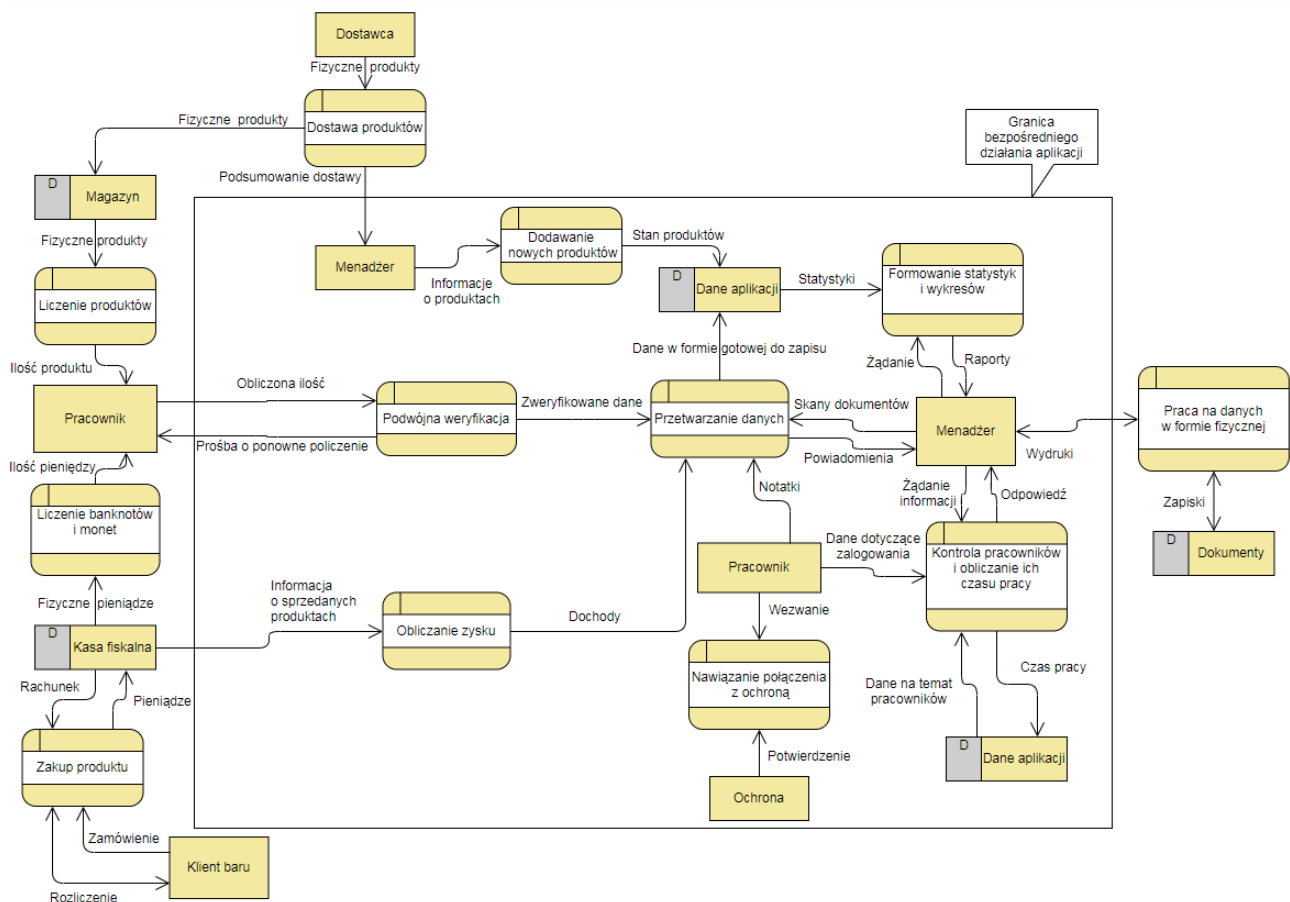 Dostawca
Fizyczne produkty
Dostawa produktów
Fizyczne produkty
Podsumowanie dostawy
Granica
bezpośredniego
działania aplikacji
D
Magazyn
Fizyczne produkty
Menadżer
Informacje
o produktach
Dodawanie
nowych produktów
Stan produktów
D
Dane aplikacji
Statystyki
Formowanie statystyk
i wykresów
Liczenie produktów
Ilość produktu
Dane w formie gotowej do zapisu
Żądanie
Raporty
Pracownik
Obliczona ilość
Podwójna weryfikacja
Zweryfikowane dane
Przetwarzanie danych
Skany dokumentów
Menadżer
Praca na danych
w formie fizycznej
Prośba o ponowne policzenie
Powiadomienia
Wydruki
Ilość pieniędzy
Liczenie banknotów
i monet
Notatki
Żądanie
informacji
Odpowiedź
Zapiski
D
Dokumenty
Pracownik
Dane dotyczące
zalogowania
Kontrola pracowników
i obliczanie ich
czasu pracy
Fizyczne pieniądze
Informacja
o sprzedanych
produktach
Dochody
Wezwanie
D
Kasa fiskalna
Obliczanie zysku
Rachunek
Pieniądze
Nawiązanie połączenia
z ochroną
Dane na temat
pracowników
Czas pracy
Zakup produktu
Potwierdzenie
D
Dane aplikacji
Ochrona
Zamówienie
Klient baru
Rozliczenie